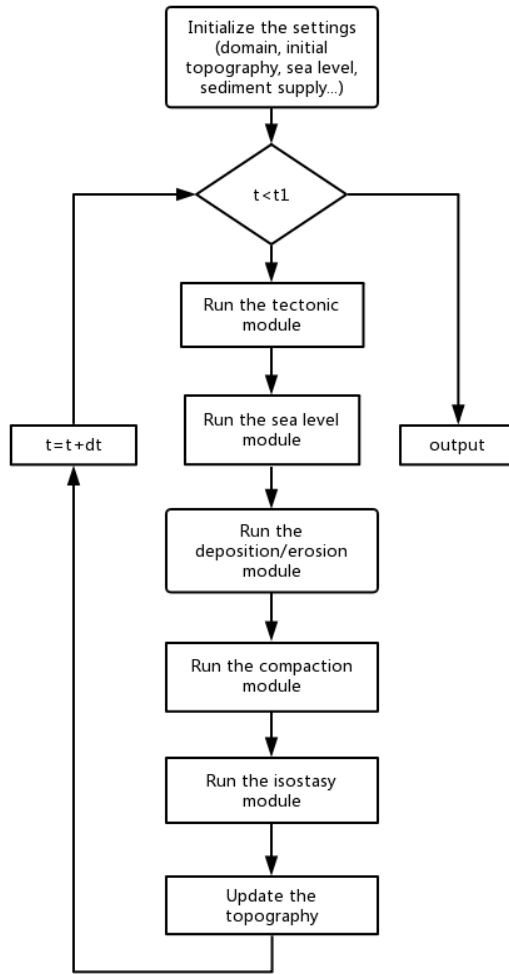 Initialize the settings
(domain, initial
topography, sea level,
sediment supply...)
t<t1
Run the tectonic
module
Run the sea level
module
t=t+dt
output
Run the
deposition/erosion
module
Run the compaction
module
Run the isostasy
module
Update the
topography